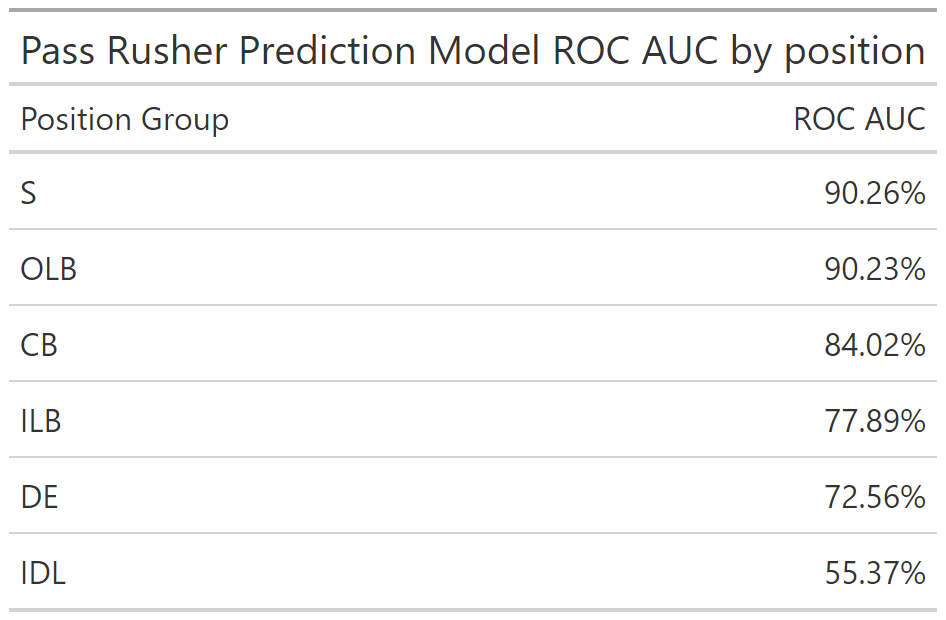 Pass Rusher Prediction Model ROC AUC by position
Position Group ROC AUC
S 90.26%
OLB 90.23%
CB 84.02%
ILB 77.89%
DE 72.56%
IDL 55.37%